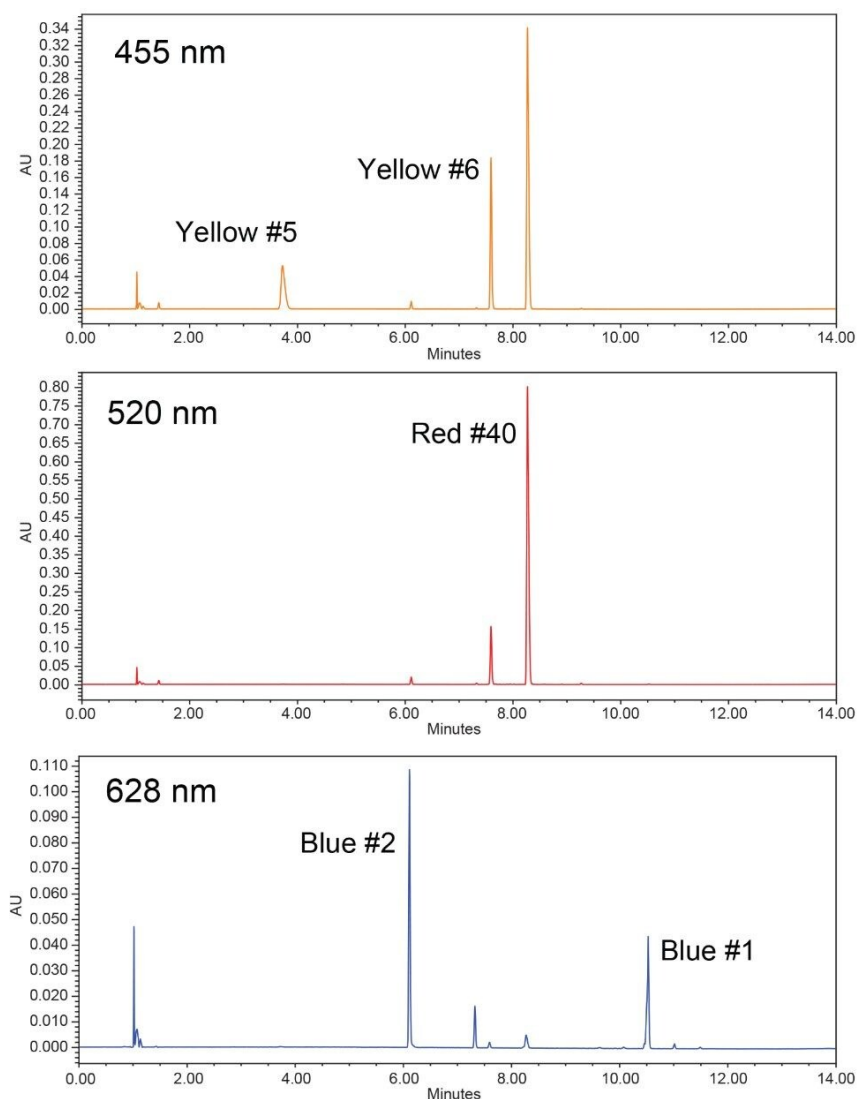 455 nm
AU
0.34
0.32
0.30
0.28
0.26
0.24
0.22
0.20
0.18
0.16
0.14
0.12
0.10
0.08
0.06
0.04
0.02
0.00
Yellow #6
Yellow #5
0.00 2.00 4.00 6.00 8.00 10.00 12.00 14.00
Minutes
520 nm
AU
0.80
0.75
0.70
0.65
0.60
0.55
0.50
0.45
0.40
0.35
0.30
0.25
0.20
0.15
0.10
0.05
0.00
Red #40
0.00 2.00 4.00 6.00 8.00 10.00 12.00 14.00
Minutes
628 nm
AU
0.110
0.100
0.090
0.080
0.070
0.060
0.050
0.040
0.030
0.020
0.010
0.000
Blue #2
Blue #1
0.00 2.00 4.00 6.00 8.00 10.00 12.00 14.00
Minutes